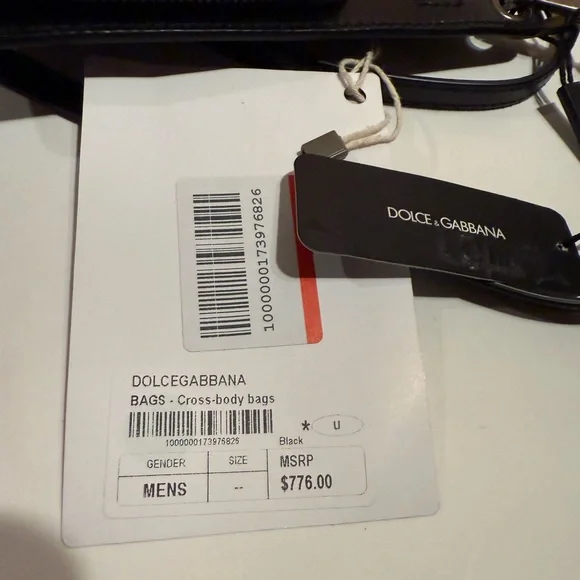 DOLCE & GABBANA
1000000173976826
DOLCEGABBANA
BAGS - Cross-body bags
* U
1000000173976826 Black
GENDER SIZE MSRP
MENS -- $776.00